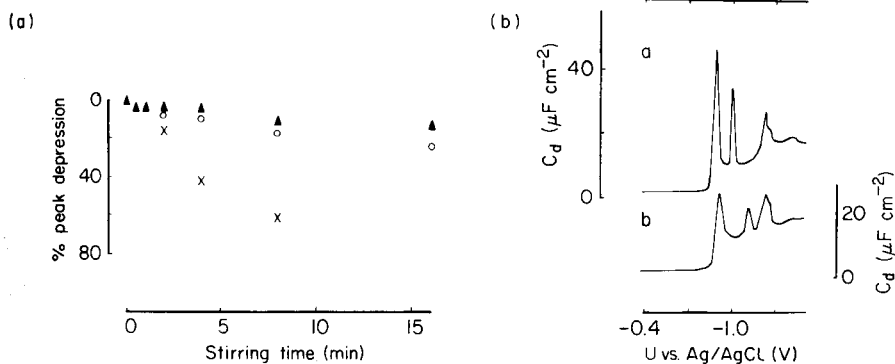 (a)
% peak depression
0
40
80
0
5
10
15
Stirring time (min)
(b)
C_d (μF cm⁻²)
40
0
a
b
20
0
C_d (μF cm⁻²)
-0.4
-1.0
U vs. Ag/AgCl (V)